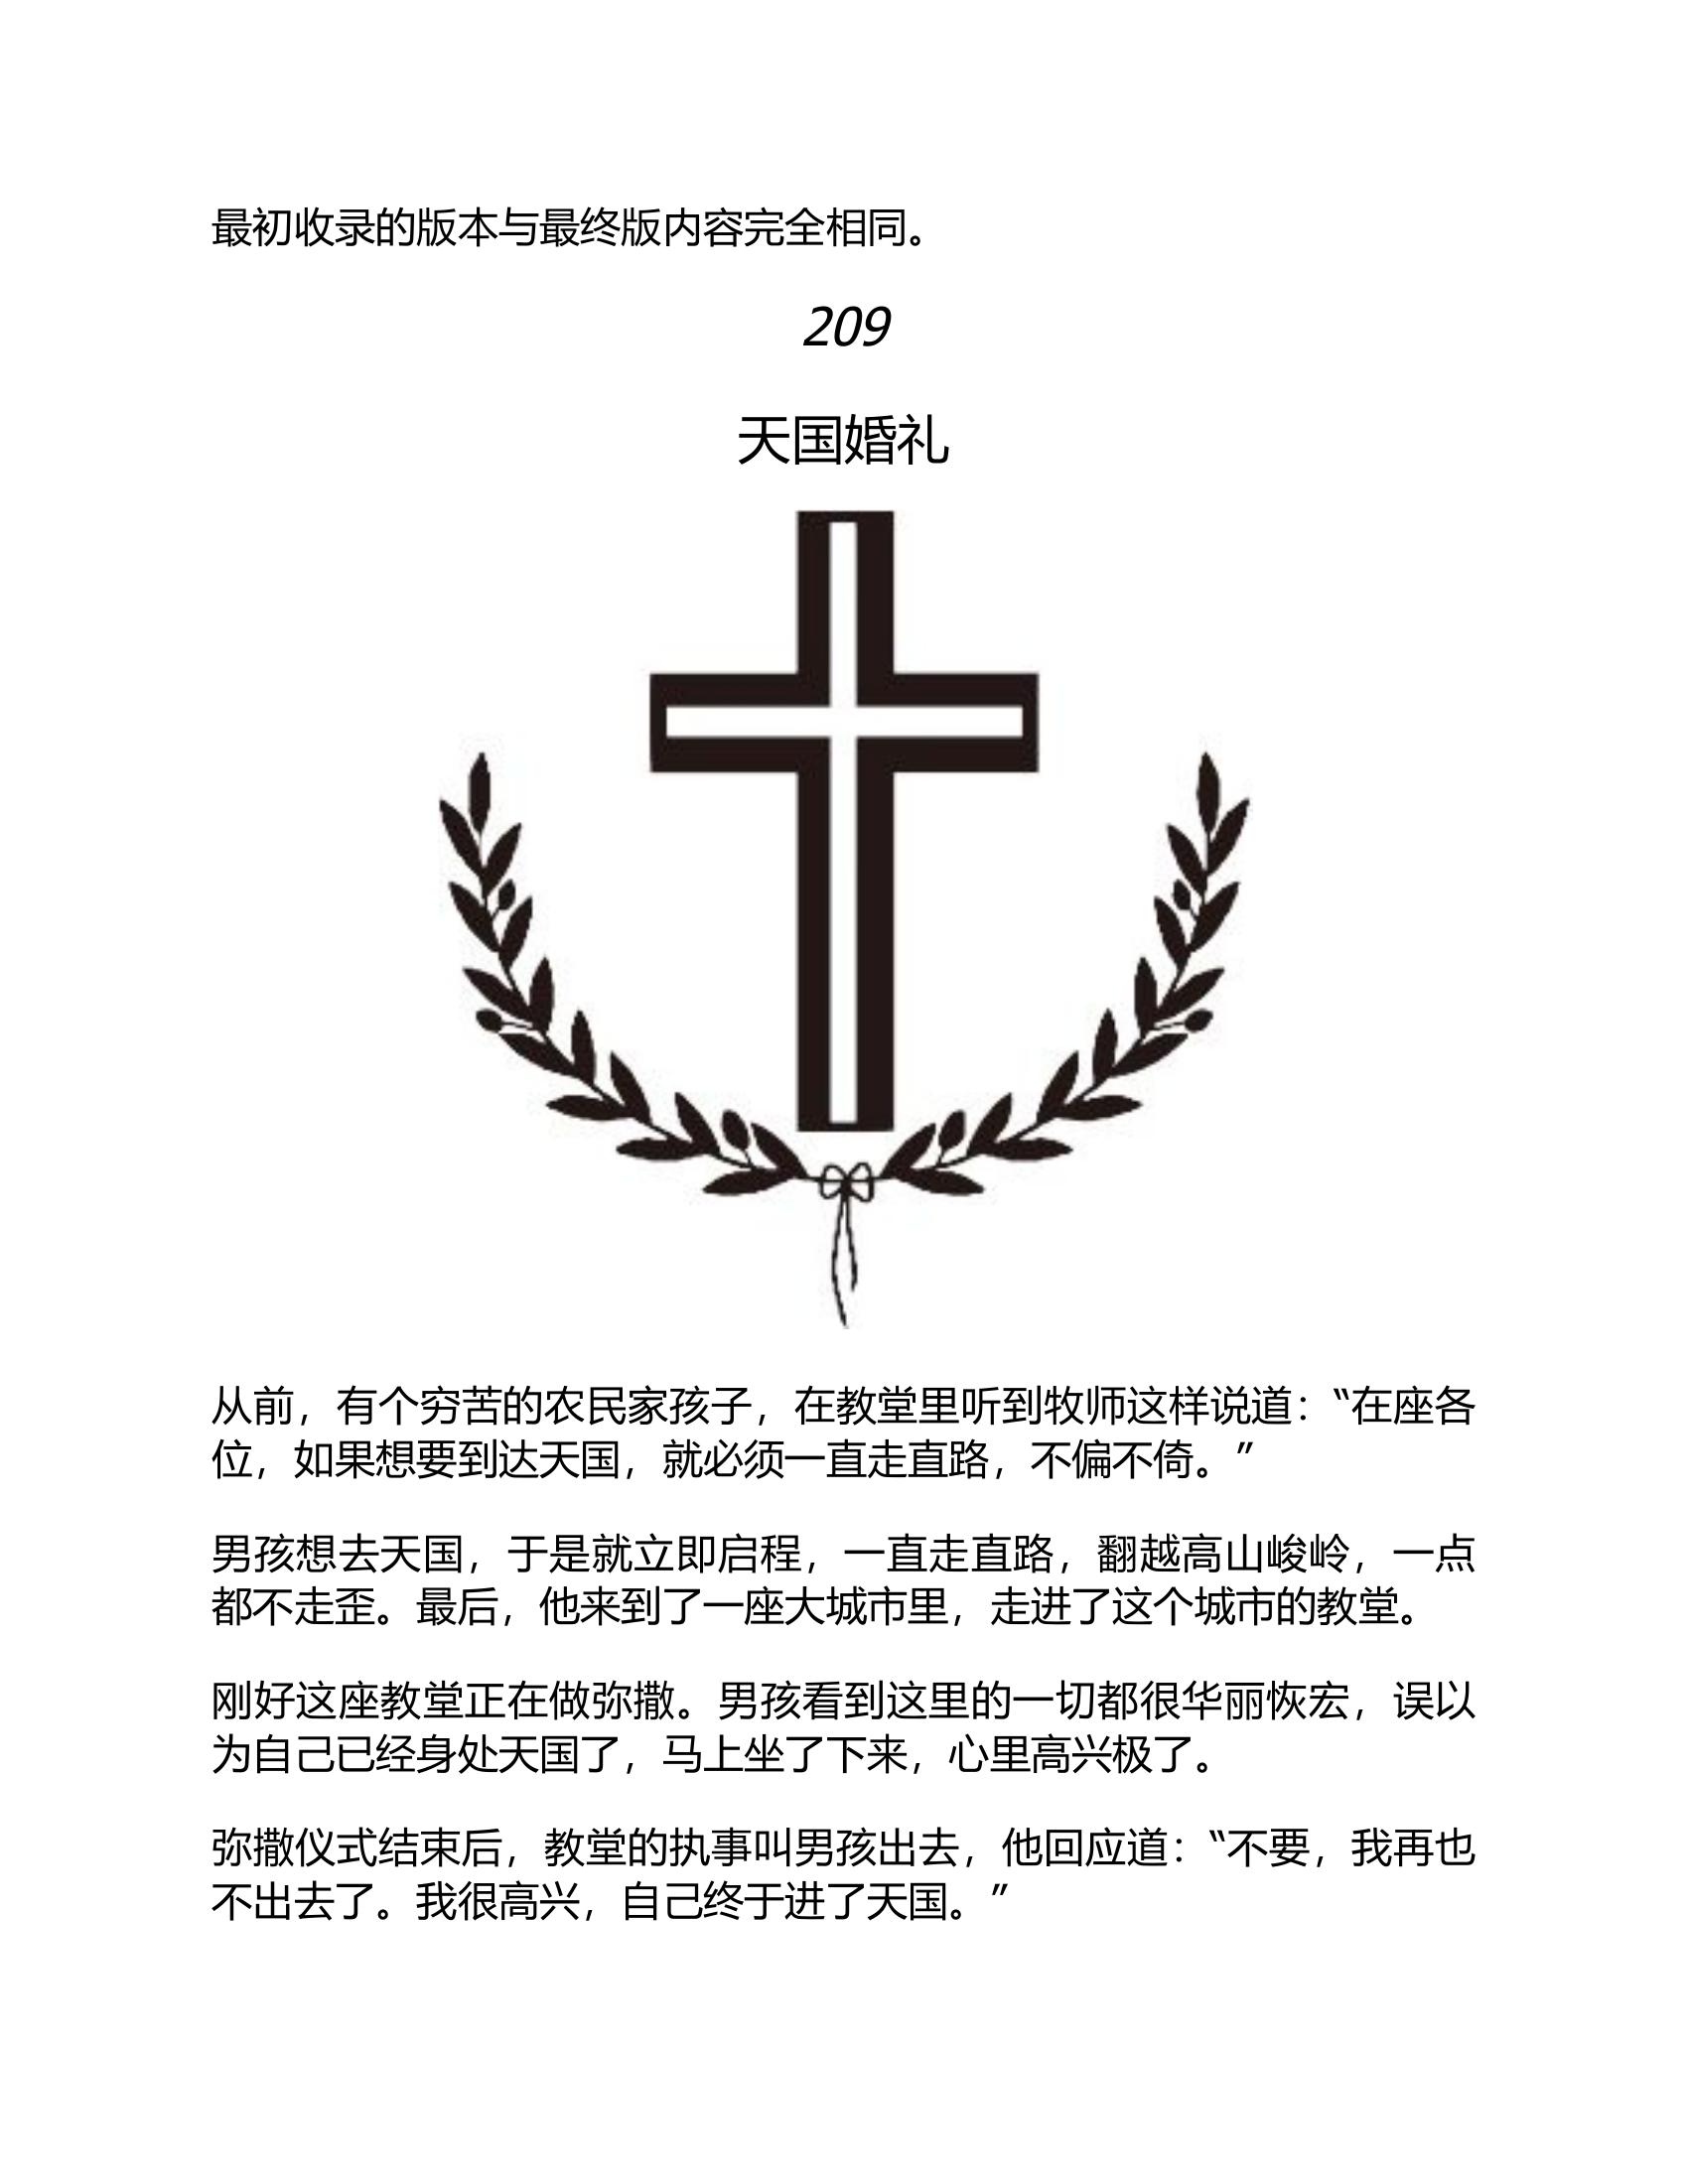 最初收录的版本与最终版内容完全相同。
209
天国婚礼
从前，有个穷苦的农民家孩子，在教堂里听到牧师这样说道：“在座各
位，如果想要到达天国，就必须一直走直路，不偏不倚。”
男孩想去天国，于是就立即启程，一直走直路，翻越高山峻岭，一点
都不走歪。最后，他来到了一座大城市里，走进了这个城市的教堂。
刚好这座教堂正在做弥撒。男孩看到这里的一切都很华丽恢宏，误以
为自己已经身处天国了，马上坐了下来，心里高兴极了。
弥撒仪式结束后，教堂的执事叫男孩出去，他回应道：“不要，我再也
不出去了。我很高兴，自己终于进了天国。”